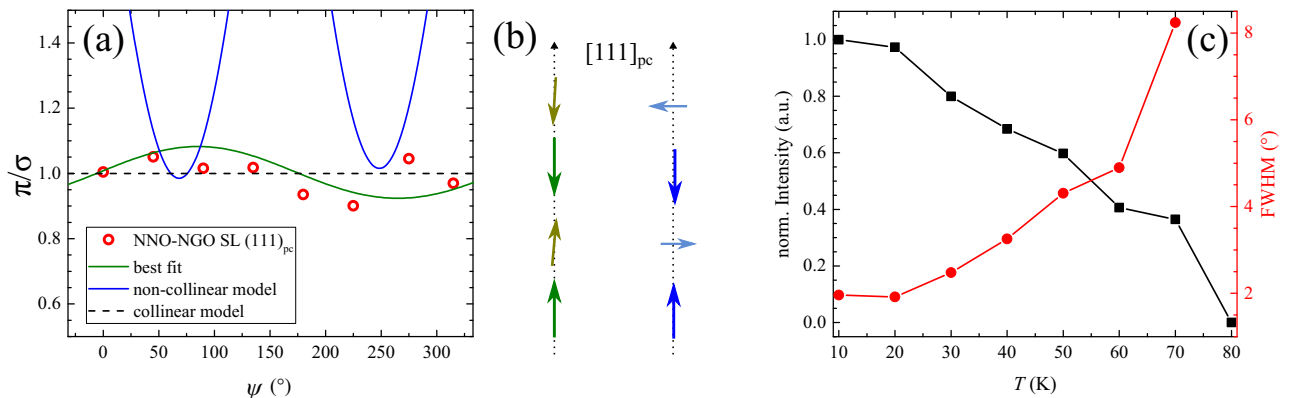 (a)
1.4
1.2
1.0
0.8
0.6
π/σ
NNO-NGO SL (111)pc
best fit
non-collinear model
collinear model
0 50 100 150 200 250 300
ψ (°)
(b)
[111]pc
(c)
1.0
0.8
0.6
0.4
0.2
0.0
norm. Intensity (a.u.)
8
6
4
2
FWHM (°)
10 20 30 40 50 60 70 80
T (K)